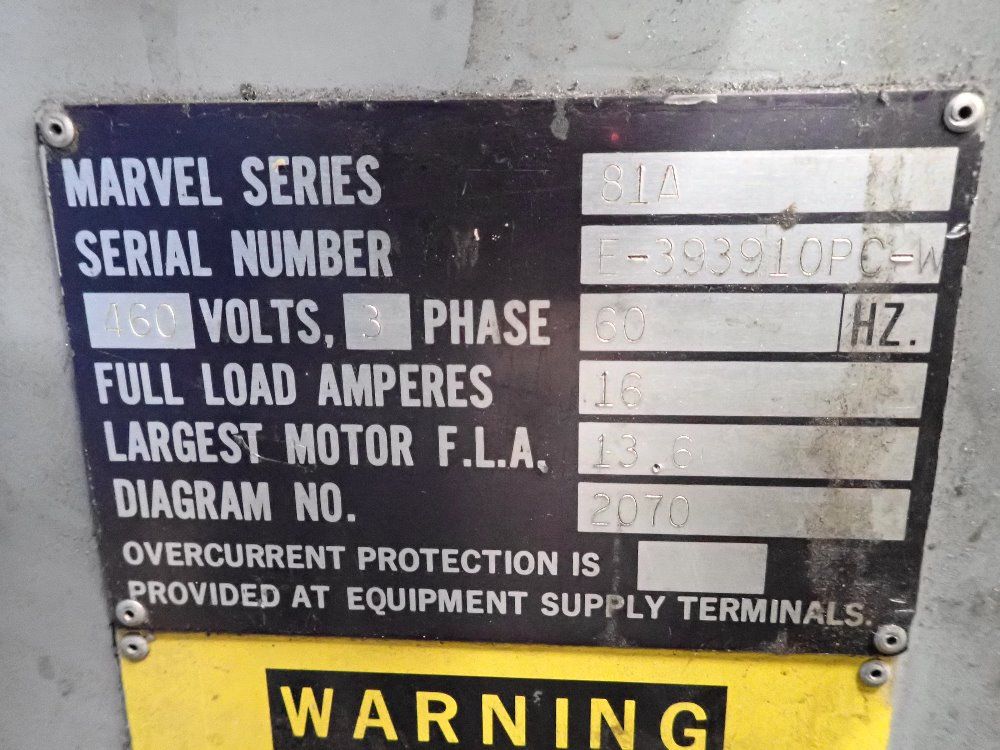 MARVEL SERIES 81A
SERIAL NUMBER E-393910PC-W
460 VOLTS, 3 PHASE 60 HZ.
FULL LOAD AMPERES 16
LARGEST MOTOR F.L.A. 13.6
DIAGRAM NO. 2070
OVERCURRENT PROTECTION IS
PROVIDED AT EQUIPMENT SUPPLY TERMINALS.
WARNING